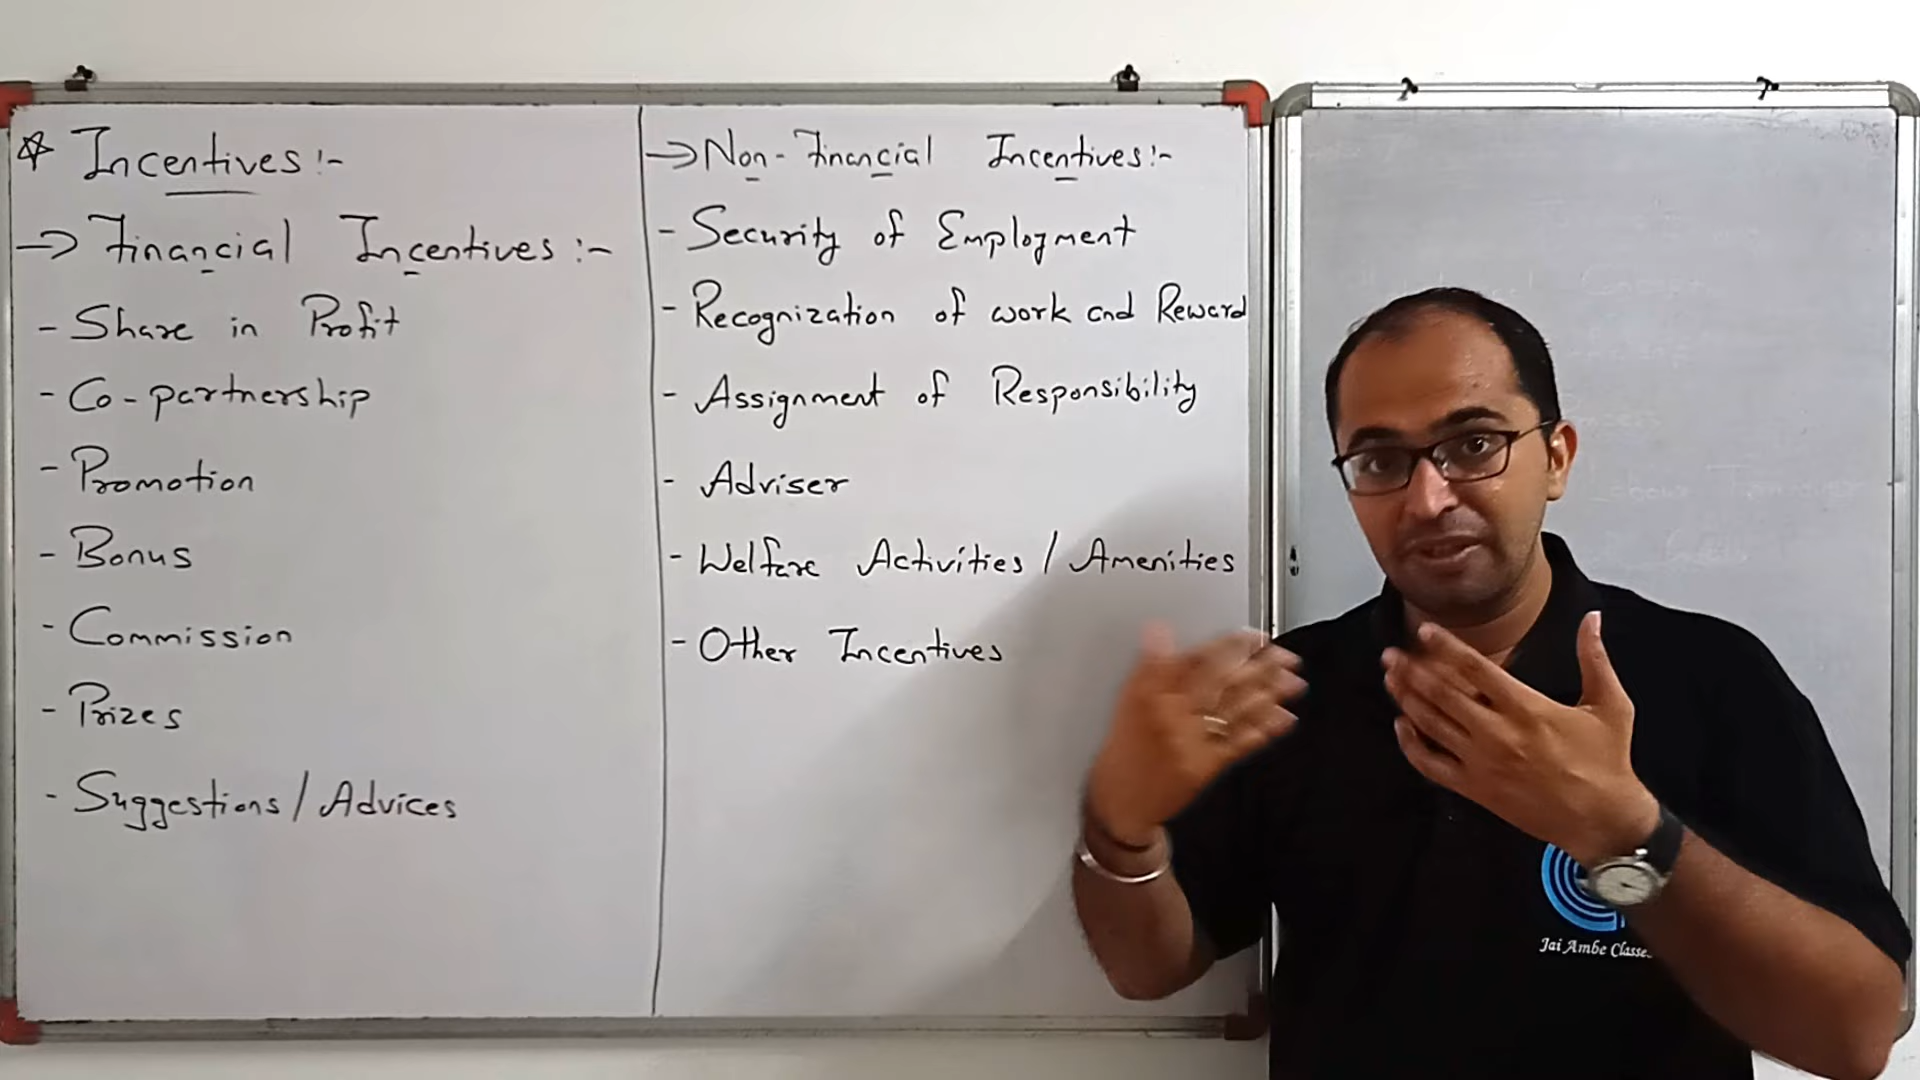 ☆ Incentives :-
→ Financial Incentives :-
- Share in Profit
- Co-partnership
- Promotion
- Bonus
- Commission
- Prizes
- Suggestions / Advices
→ Non-Financial Incentives :-
- Security of Employment
- Recognization of work and Reward
- Assignment of Responsibility
- Adviser
- Welfare Activities / Amenities
- Other Incentives
Jai Ambe Classes